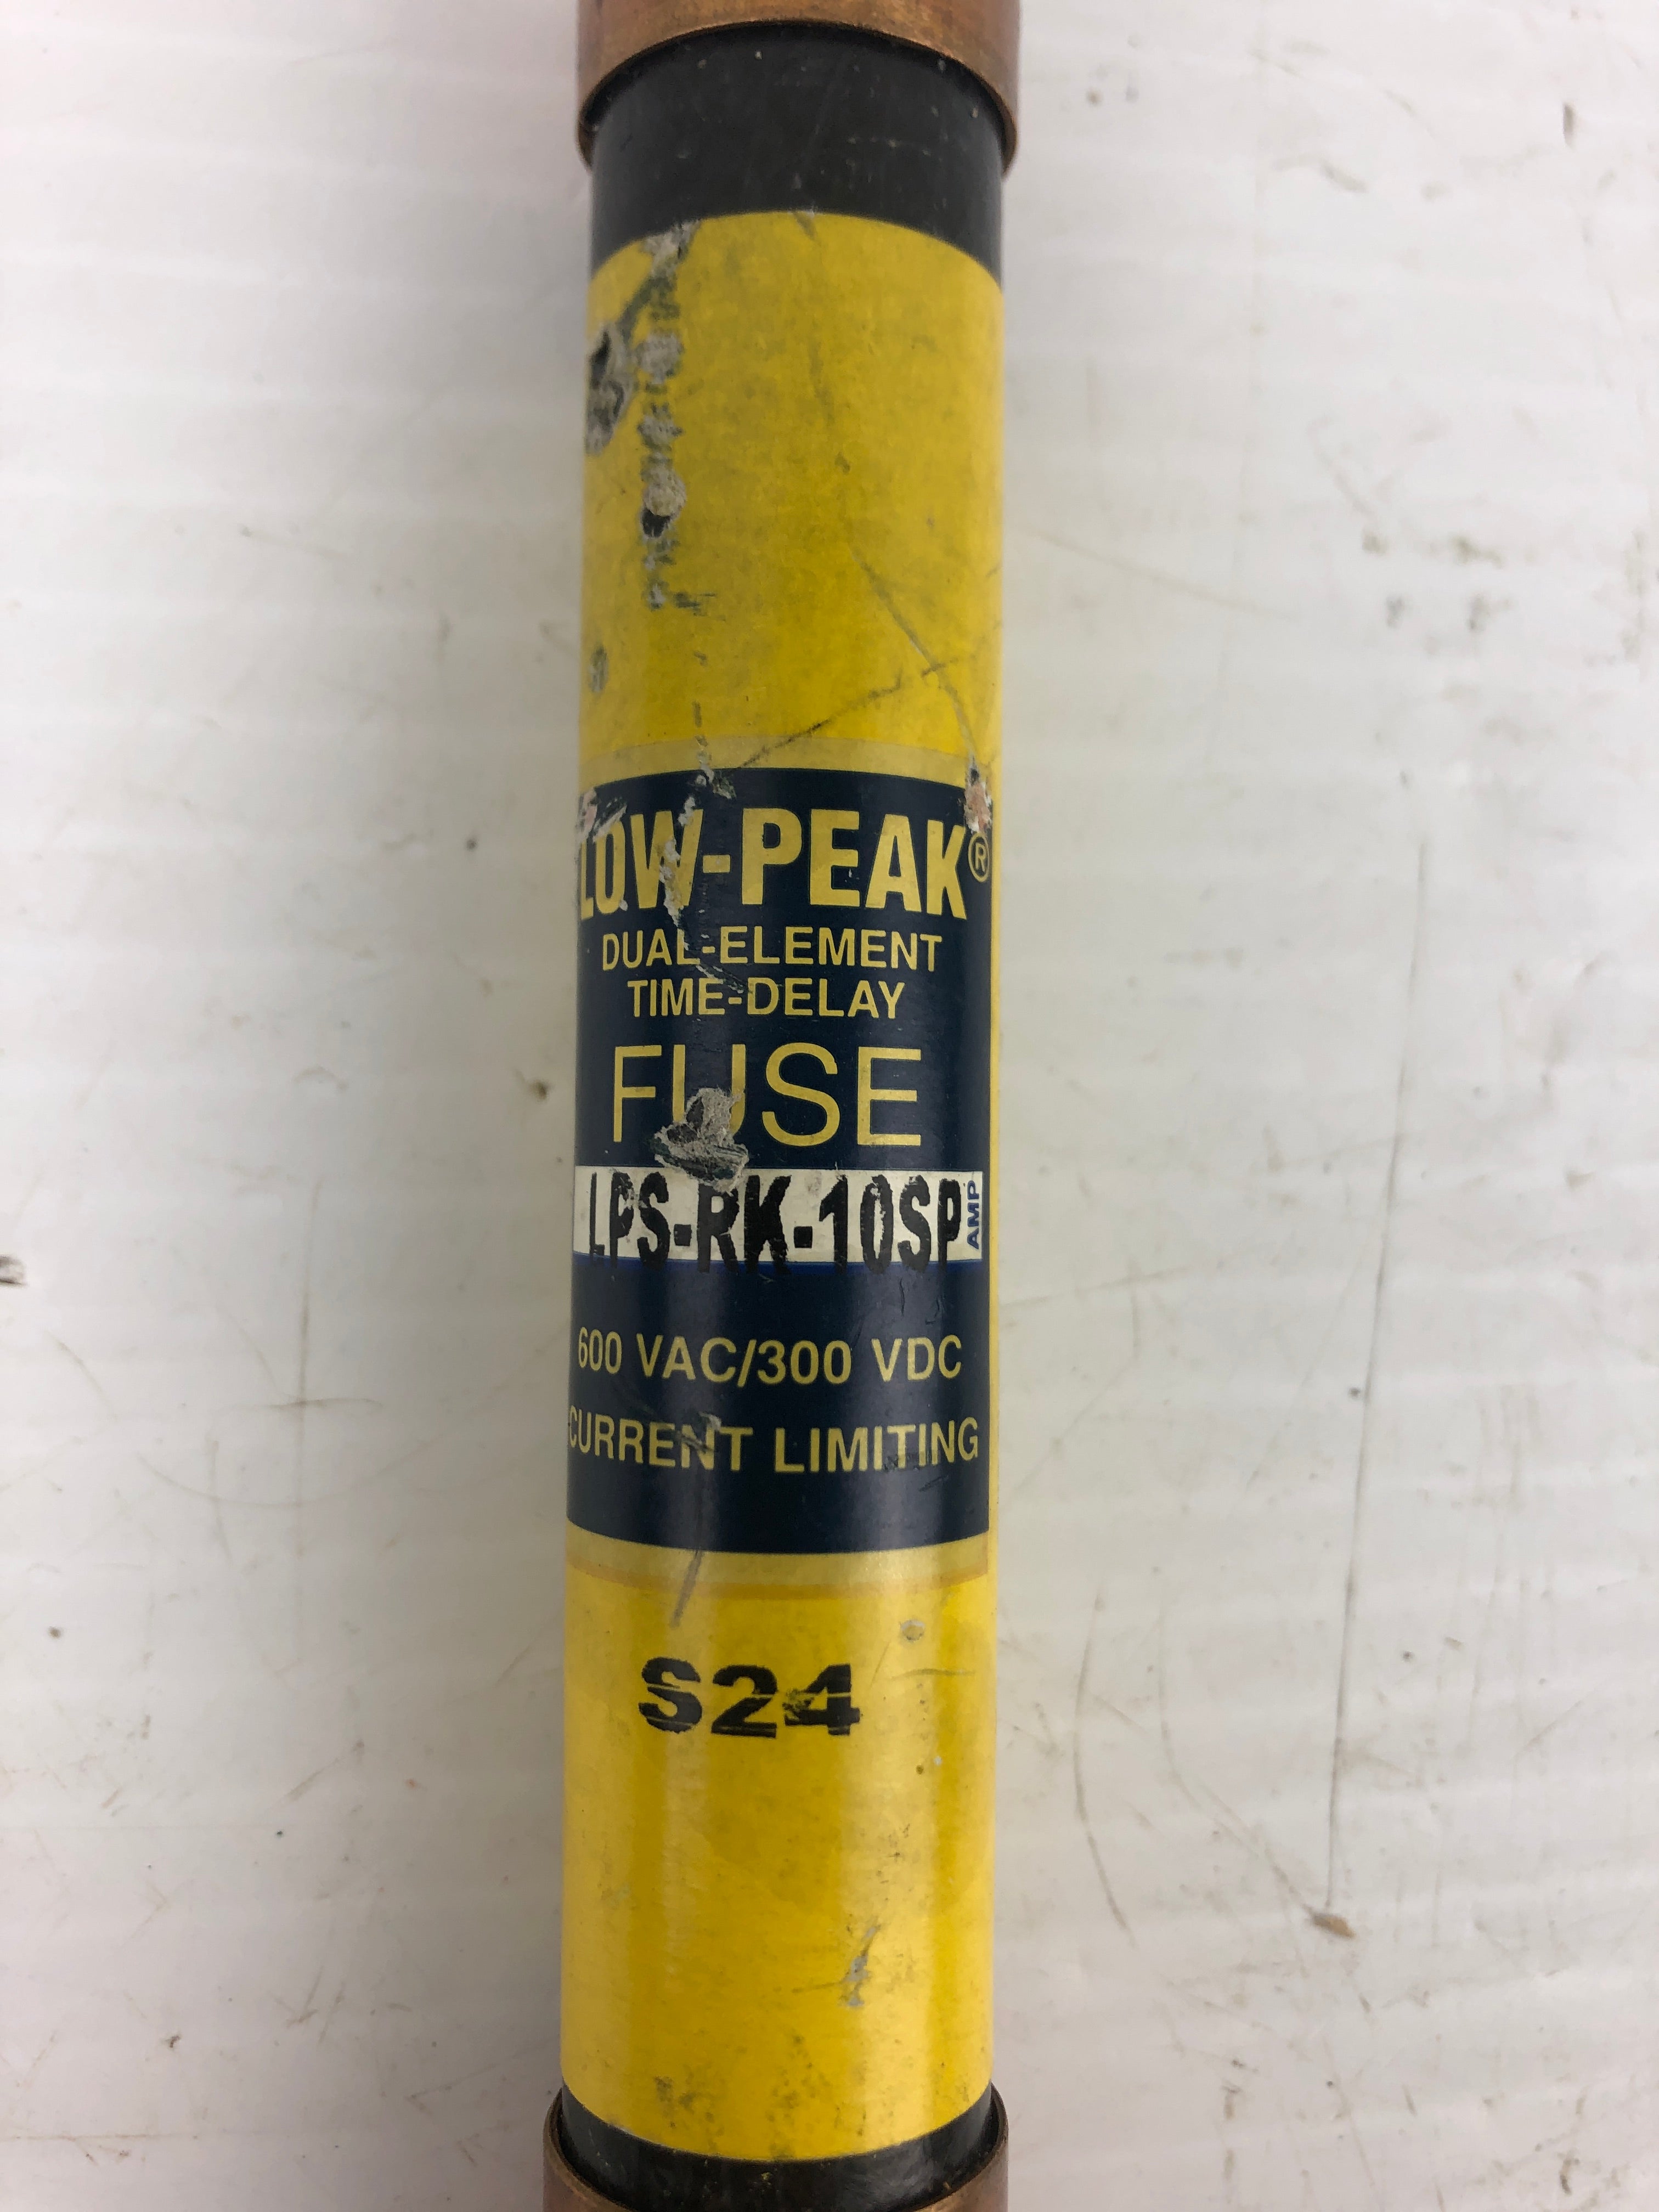 LOW-PEAK®
DUAL-ELEMENT
TIME-DELAY
FUSE
LPS-RK-10SP AMP
600 VAC/300 VDC
CURRENT LIMITING
S24